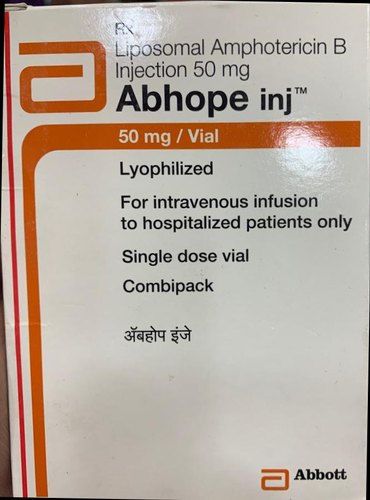 Rx
Liposomal Amphotericin B
Injection 50 mg
Abhope inj™
50 mg / Vial
Lyophilized
For intravenous infusion
to hospitalized patients only
Single dose vial
Combipack
ॲबहोप इंजे
Abbott